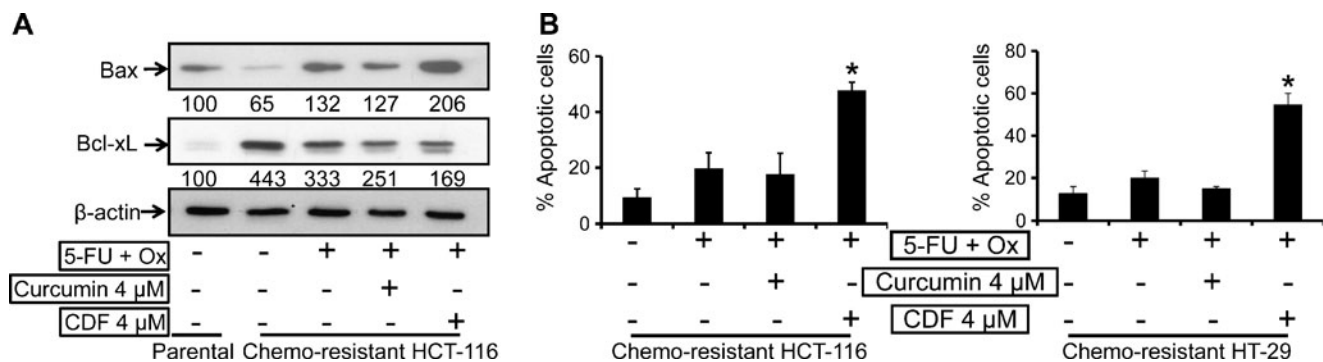 A
Bax
100 65 132 127 206
Bcl-xL
100 443 333 251 169
β-actin
5-FU + Ox - - + + +
Curcumin 4 µM - - - + -
CDF 4 µM - - - - +
Parental Chemo-resistant HCT-116
B
% Apoptotic cells
60
40
20
0
*
- + + +
- - + -
- - - +
Chemo-resistant HCT-116
5-FU + Ox
Curcumin 4 µM
CDF 4 µM
% Apoptotic cells
80
60
40
20
0
*
- + + +
- - + -
- - - +
Chemo-resistant HT-29